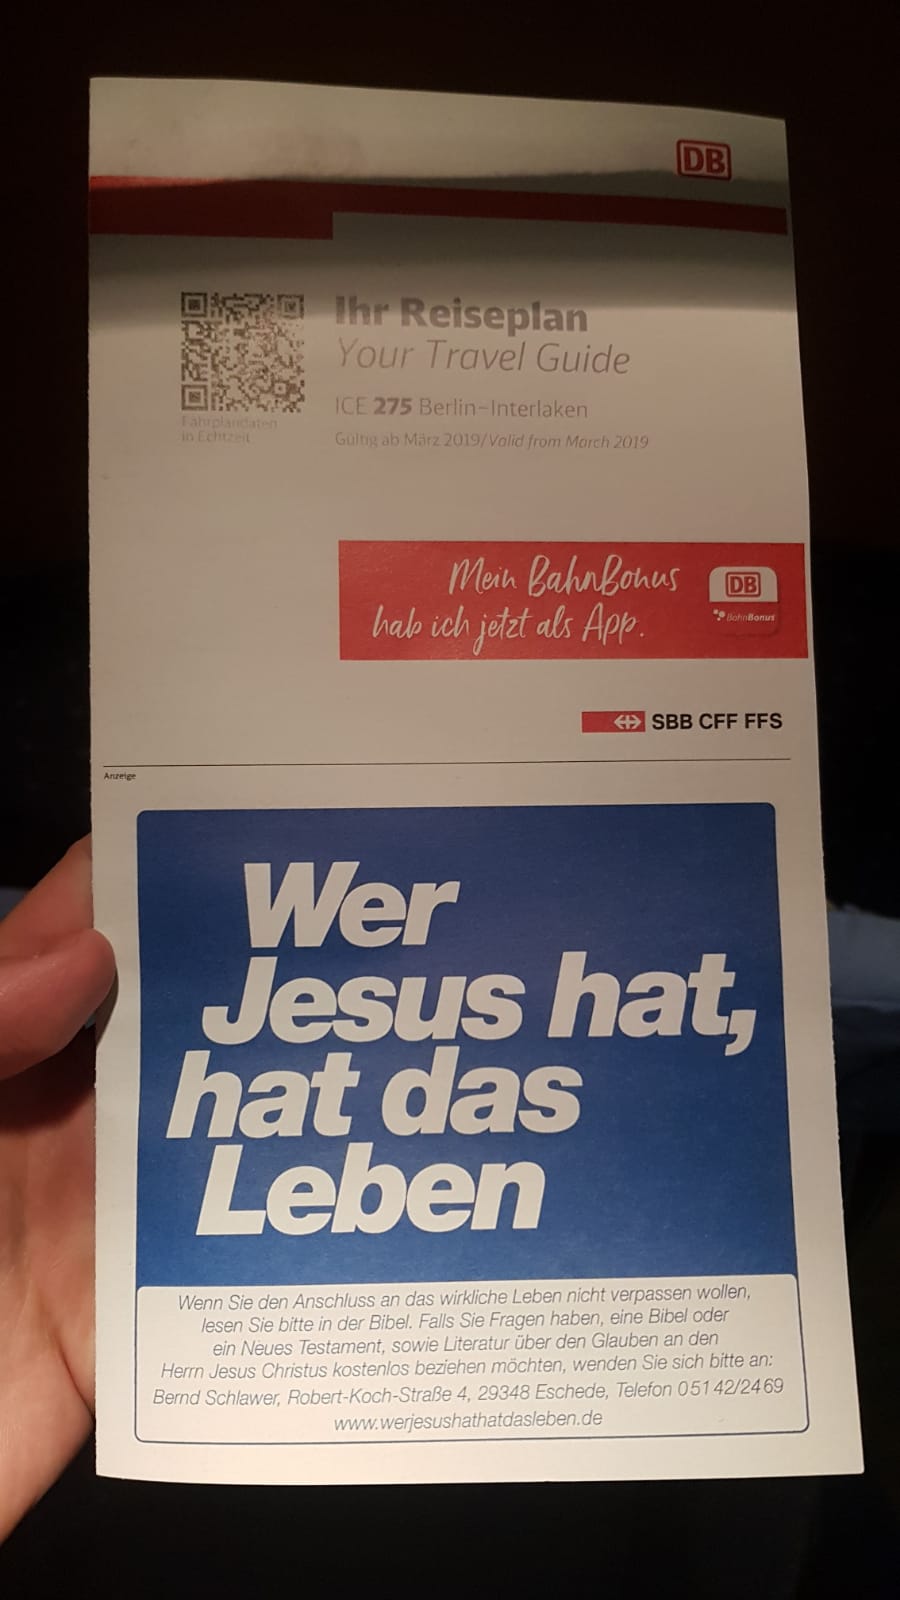 DB
Ihr Reiseplan
Your Travel Guide
ICE 275 Berlin–Interlaken
Gültig ab März 2019/Valid from March 2019
Fahrplandaten
in Echtzeit
Mein BahnBonus
hab ich jetzt als App.
DB
BahnBonus
SBB CFF FFS
Anzeige
Wer
Jesus hat,
hat das
Leben
Wenn Sie den Anschluss an das wirkliche Leben nicht verpassen wollen,
lesen Sie bitte in der Bibel. Falls Sie Fragen haben, eine Bibel oder
ein Neues Testament, sowie Literatur über den Glauben an den
Herrn Jesus Christus kostenlos beziehen möchten, wenden Sie sich bitte an:
Bernd Schlawer, Robert-Koch-Straße 4, 29348 Eschede, Telefon 0 51 42/24 69
www.werjesushathatdasleben.de